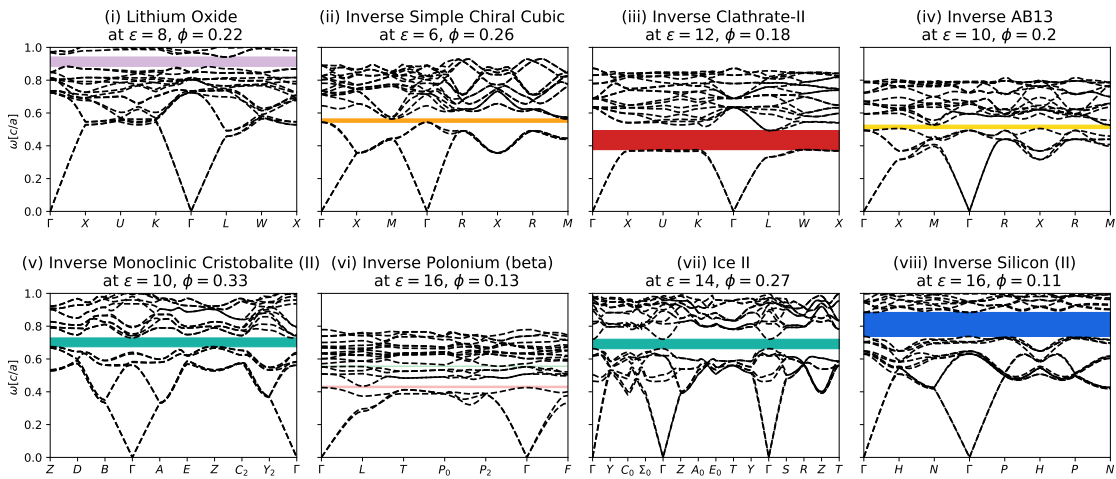 (i) Lithium Oxide
at ε = 8, ϕ = 0.22
(ii) Inverse Simple Chiral Cubic
at ε = 6, ϕ = 0.26
(iii) Inverse Clathrate-II
at ε = 12, ϕ = 0.18
(iv) Inverse AB13
at ε = 10, ϕ = 0.2
ω[c/a]
1.0
0.8
0.6
0.4
0.2
0.0
Γ X U K Γ L W X
Γ X M Γ R X R M
Γ X U K Γ L W X
Γ X M Γ R X R M
(v) Inverse Monoclinic Cristobalite (II)
at ε = 10, ϕ = 0.33
(vi) Inverse Polonium (beta)
at ε = 16, ϕ = 0.13
(vii) Ice II
at ε = 14, ϕ = 0.27
(viii) Inverse Silicon (II)
at ε = 16, ϕ = 0.11
ω[c/a]
1.0
0.8
0.6
0.4
0.2
0.0
Z D B Γ A E Z C₂ Y₂ Γ
Γ L T P₀ P₂ Γ F
Γ Y C₀ Σ₀ Γ Z A₀ E₀ T Y Γ S R Z T
Γ H N Γ P H P N